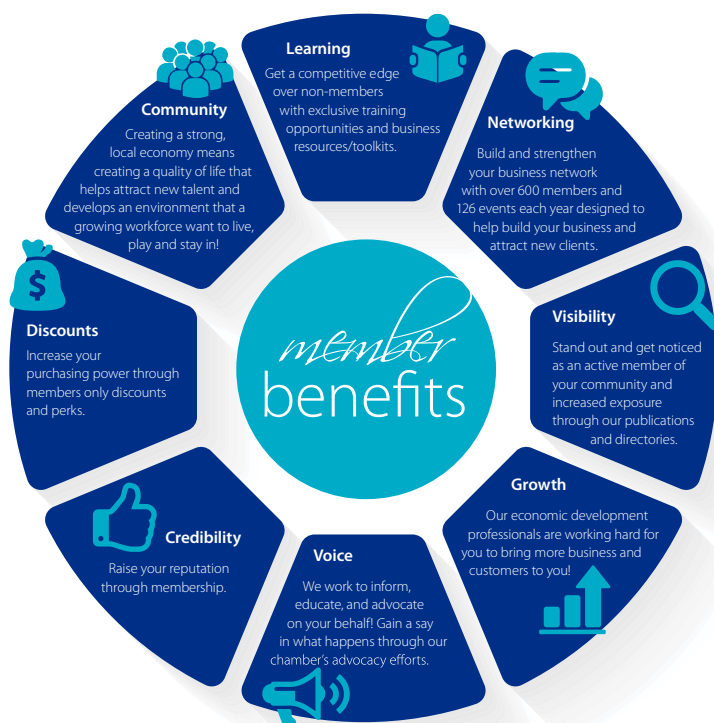 Learning
Get a competitive edge
over non-members
with exclusive training
opportunities and business
resources/toolkits.
Networking
Build and strengthen
your business network
with over 600 members and
126 events each year designed to
help build your business and
attract new clients.
Visibility
Stand out and get noticed
as an active member of
your community and
increased exposure
through our publications
and directories.
Growth
Our economic development
professionals are working hard for
you to bring more business and
customers to you!
Voice
We work to inform,
educate, and advocate
on your behalf! Gain a say
in what happens through our
chamber’s advocacy efforts.
Credibility
Raise your reputation
through membership.
Discounts
Increase your
purchasing power through
members only discounts
and perks.
$
Community
Creating a strong,
local economy means
creating a quality of life that
helps attract new talent and
develops an environment that a
growing workforce want to live,
play and stay in!
member
benefits